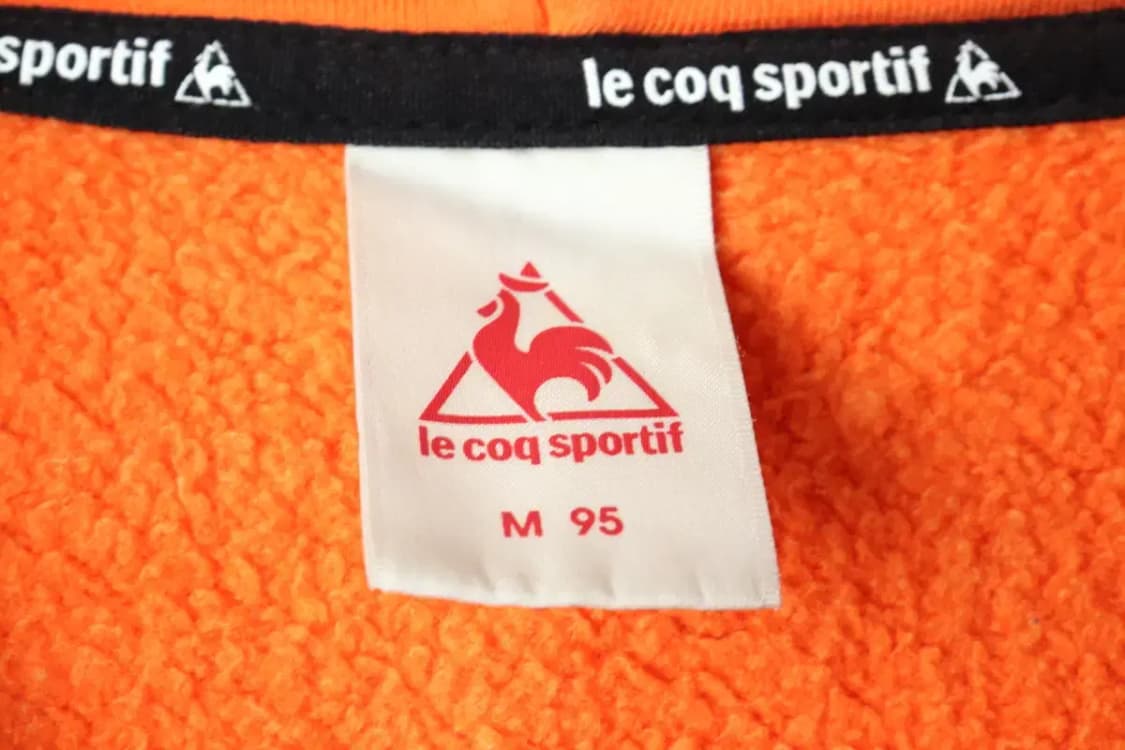 sportif
le coq sportif
le coq sportif
M 95